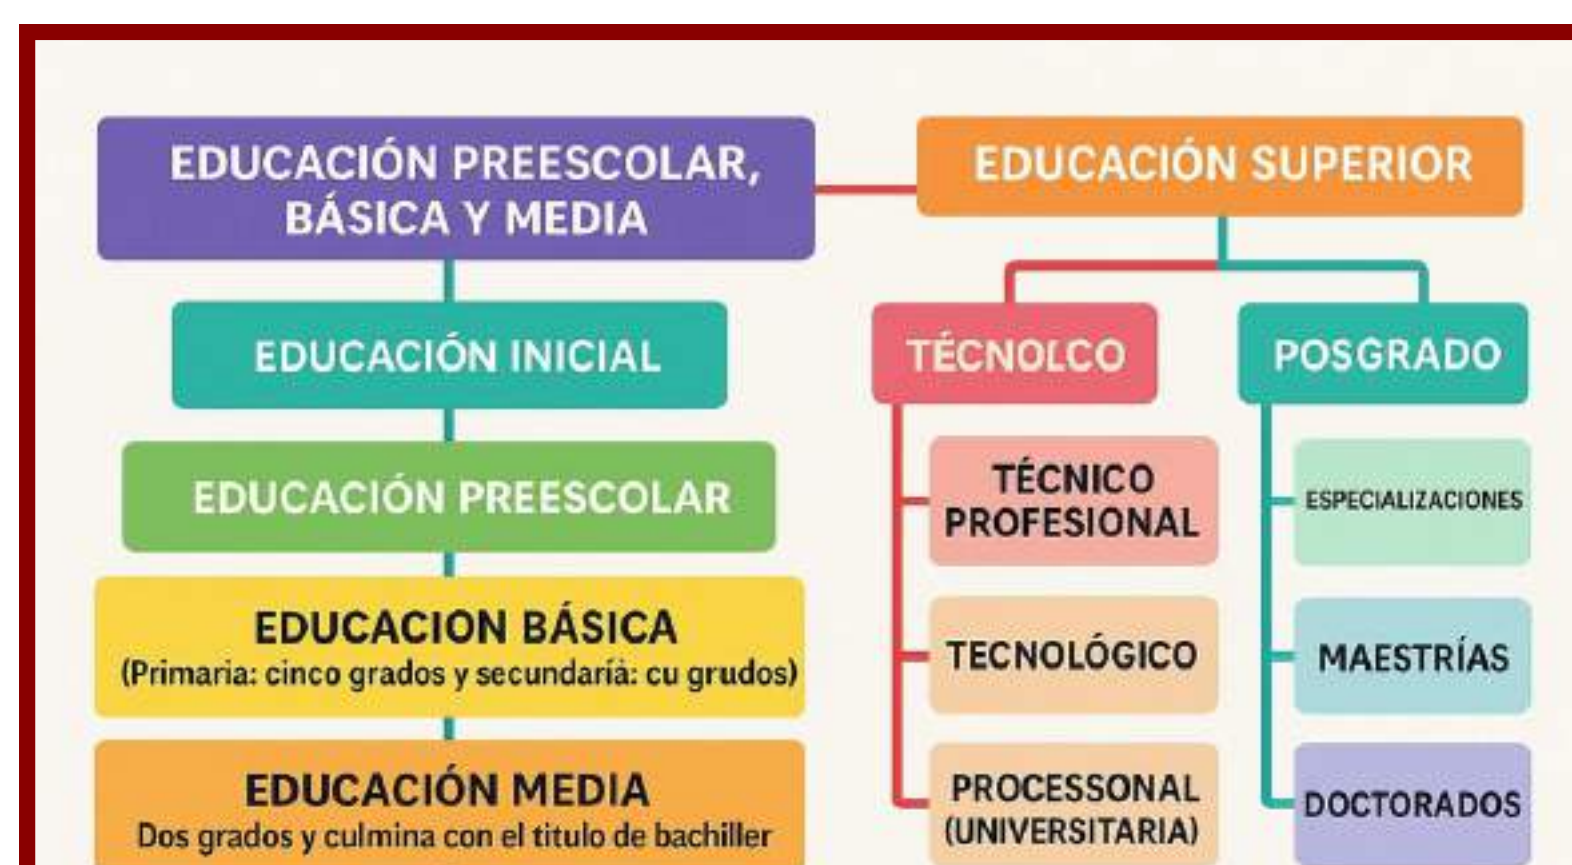 EDUCACIÓN PREESCOLAR,
BÁSICA Y MEDIA
EDUCACIÓN INICIAL
EDUCACIÓN PREESCOLAR
EDUCACION BÁSICA
(Primaria: cinco grados y secundaríà: cu grudos)
EDUCACIÓN MEDIA
Dos grados y culmina con el titulo de bachiller
EDUCACIÓN SUPERIOR
TÉCNOLCO
TÉCNICO
PROFESIONAL
TECNOLÓGICO
PROCESSONAL
(UNIVERSITARIA)
POSGRADO
ESPECIALIZACIONES
MAESTRÍAS
DOCTORADOS